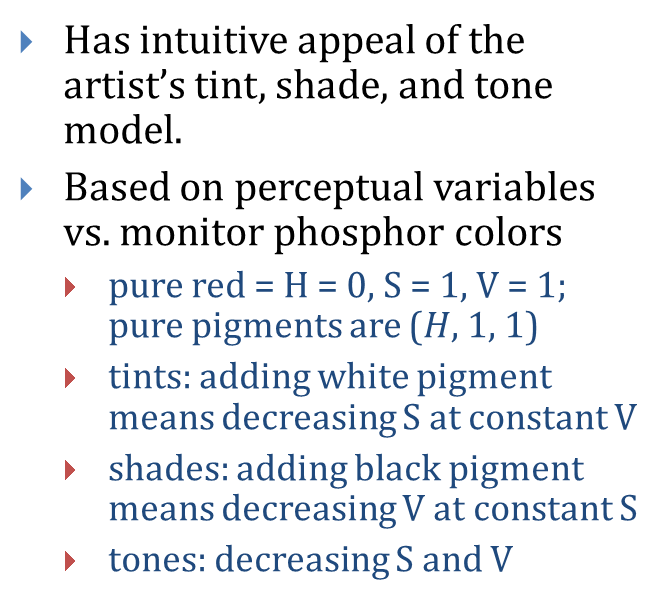 Has intuitive appeal of the
artist’s tint, shade, and tone
model.
Based on perceptual variables
vs. monitor phosphor colors
pure red = H = 0, S = 1, V = 1;
pure pigments are (H, 1, 1)
tints: adding white pigment
means decreasing S at constant V
shades: adding black pigment
means decreasing V at constant S
tones: decreasing S and V